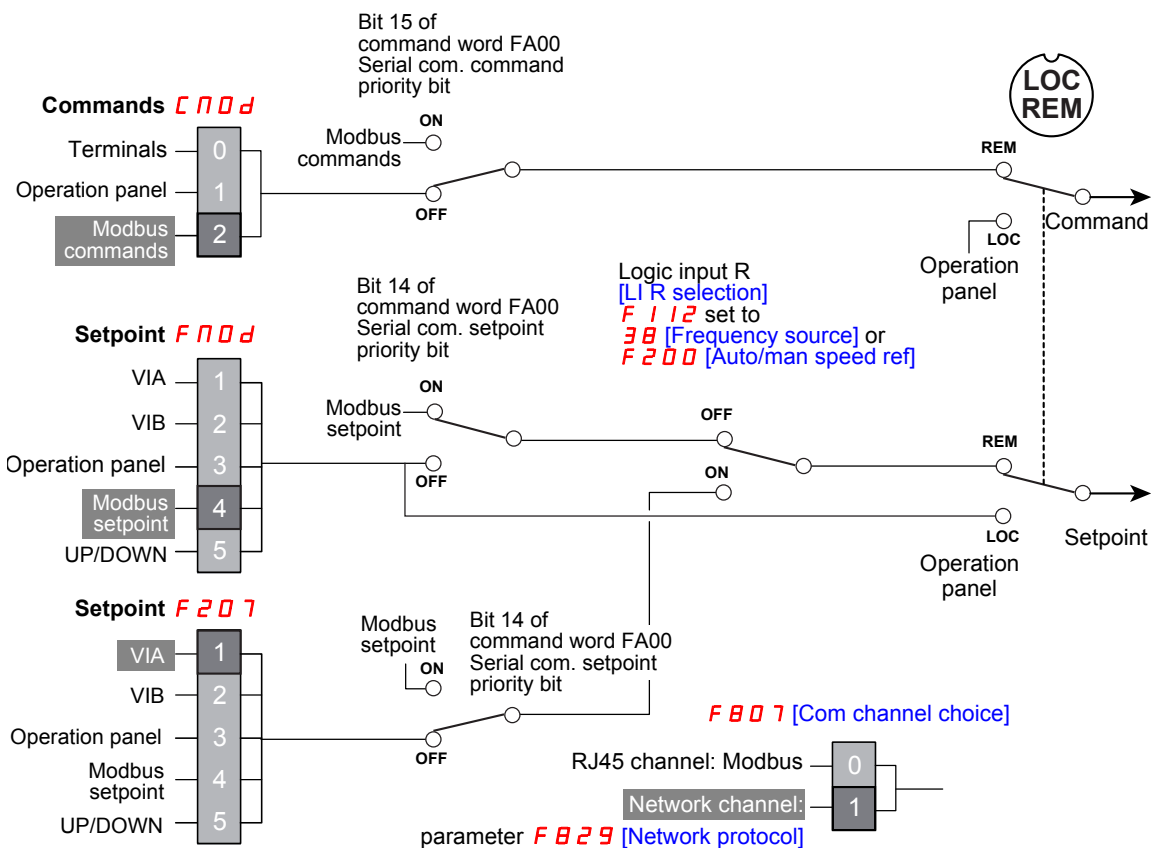 Bit 15 of
command word FA00
Serial com. command
priority bit
LOC
REM
Commands CMOd
Terminals
Operation panel
Modbus
commands
0
1
2
ON
Modbus
commands
OFF
REM
LOC
Operation
panel
Command
Bit 14 of
command word FA00
Serial com. setpoint
priority bit
Logic input R
[LI R selection]
F112 set to
38 [Frequency source] or
F200 [Auto/man speed ref]
Setpoint FMOd
VIA
VIB
Operation panel
Modbus
setpoint
UP/DOWN
1
2
3
4
5
ON
Modbus
setpoint
OFF
OFF
ON
REM
LOC
Operation
panel
Setpoint
Setpoint F207
VIA
VIB
Operation panel
Modbus
setpoint
UP/DOWN
1
2
3
4
5
Modbus
setpoint
ON
OFF
Bit 14 of
command word FA00
Serial com. setpoint
priority bit
F807 [Com channel choice]
RJ45 channel: Modbus
0
Network channel:
1
parameter F829 [Network protocol]